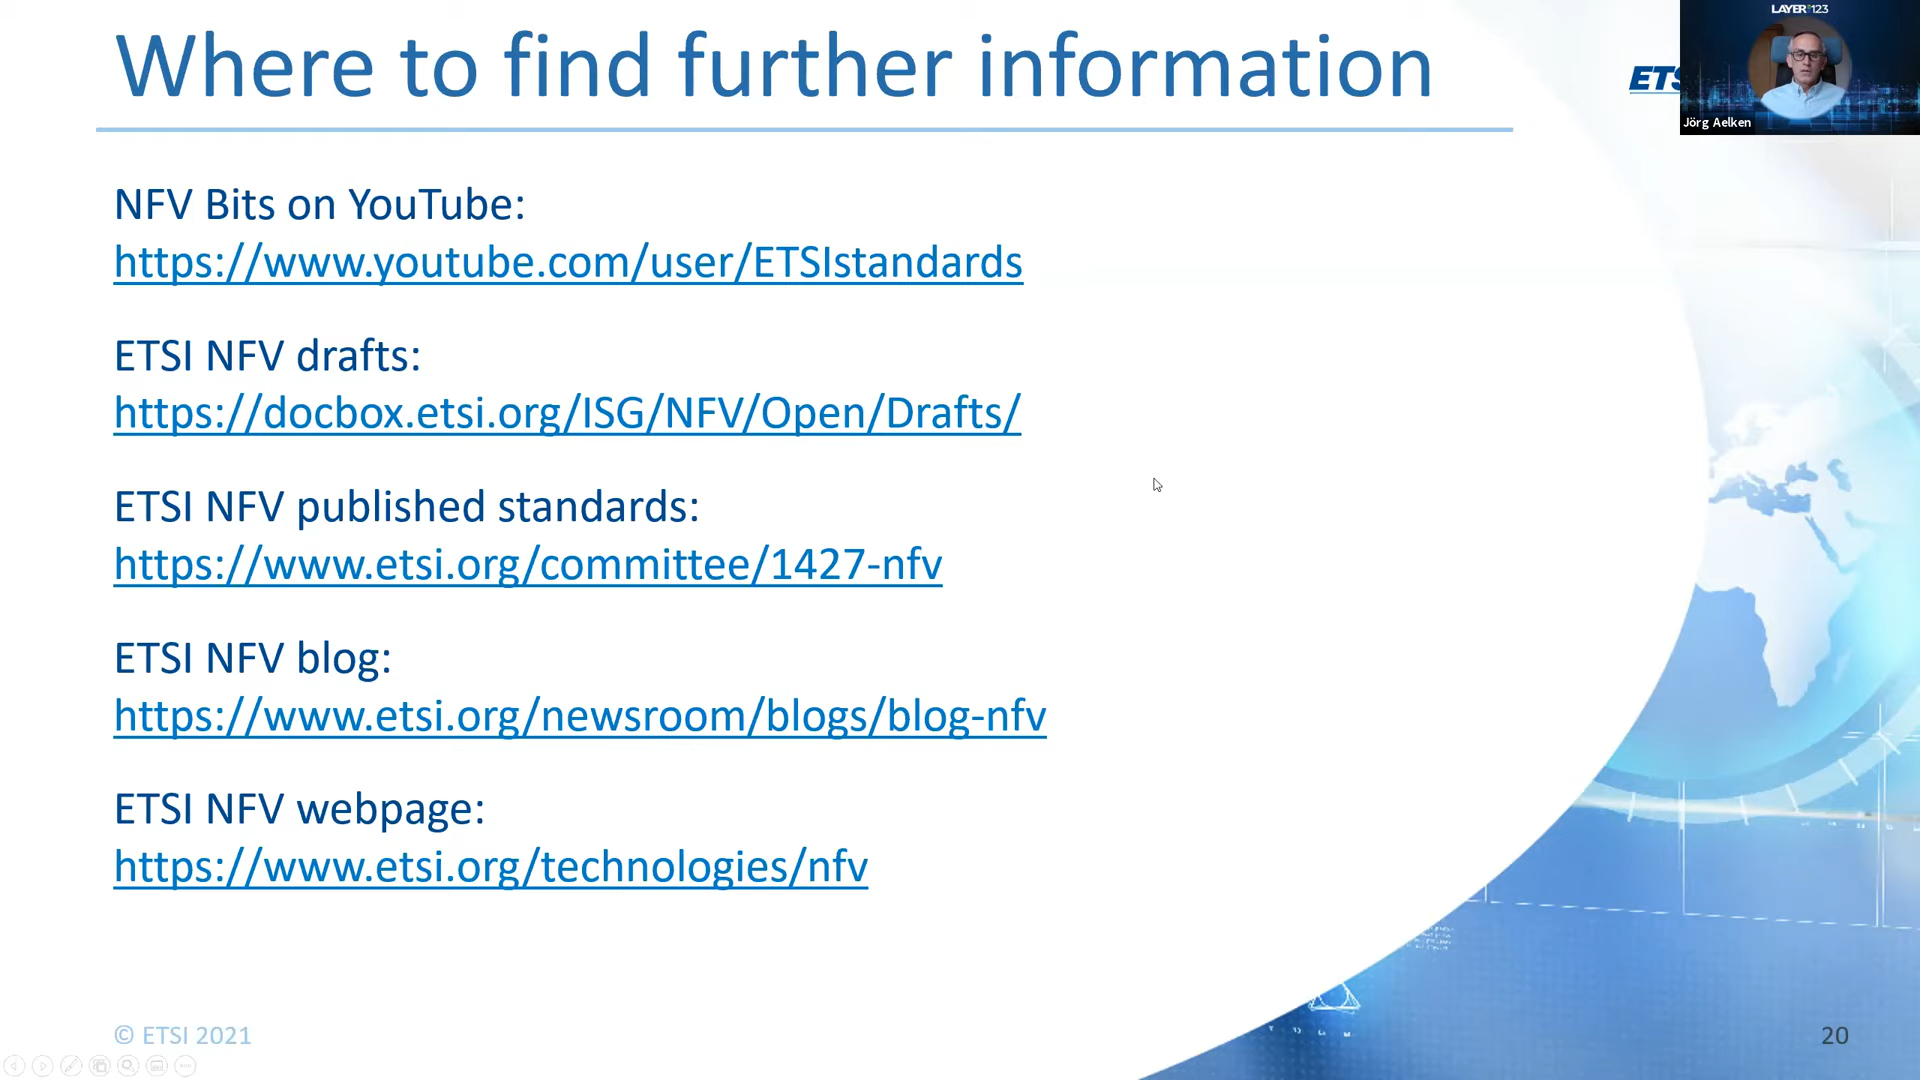 Where to find further information
LAYER123
Jörg Aelken
NFV Bits on YouTube:
https://www.youtube.com/user/ETSIstandards
ETSI NFV drafts:
https://docbox.etsi.org/ISG/NFV/Open/Drafts/
ETSI NFV published standards:
https://www.etsi.org/committee/1427-nfv
ETSI NFV blog:
https://www.etsi.org/newsroom/blogs/blog-nfv
ETSI NFV webpage:
https://www.etsi.org/technologies/nfv
© ETSI 2021
20